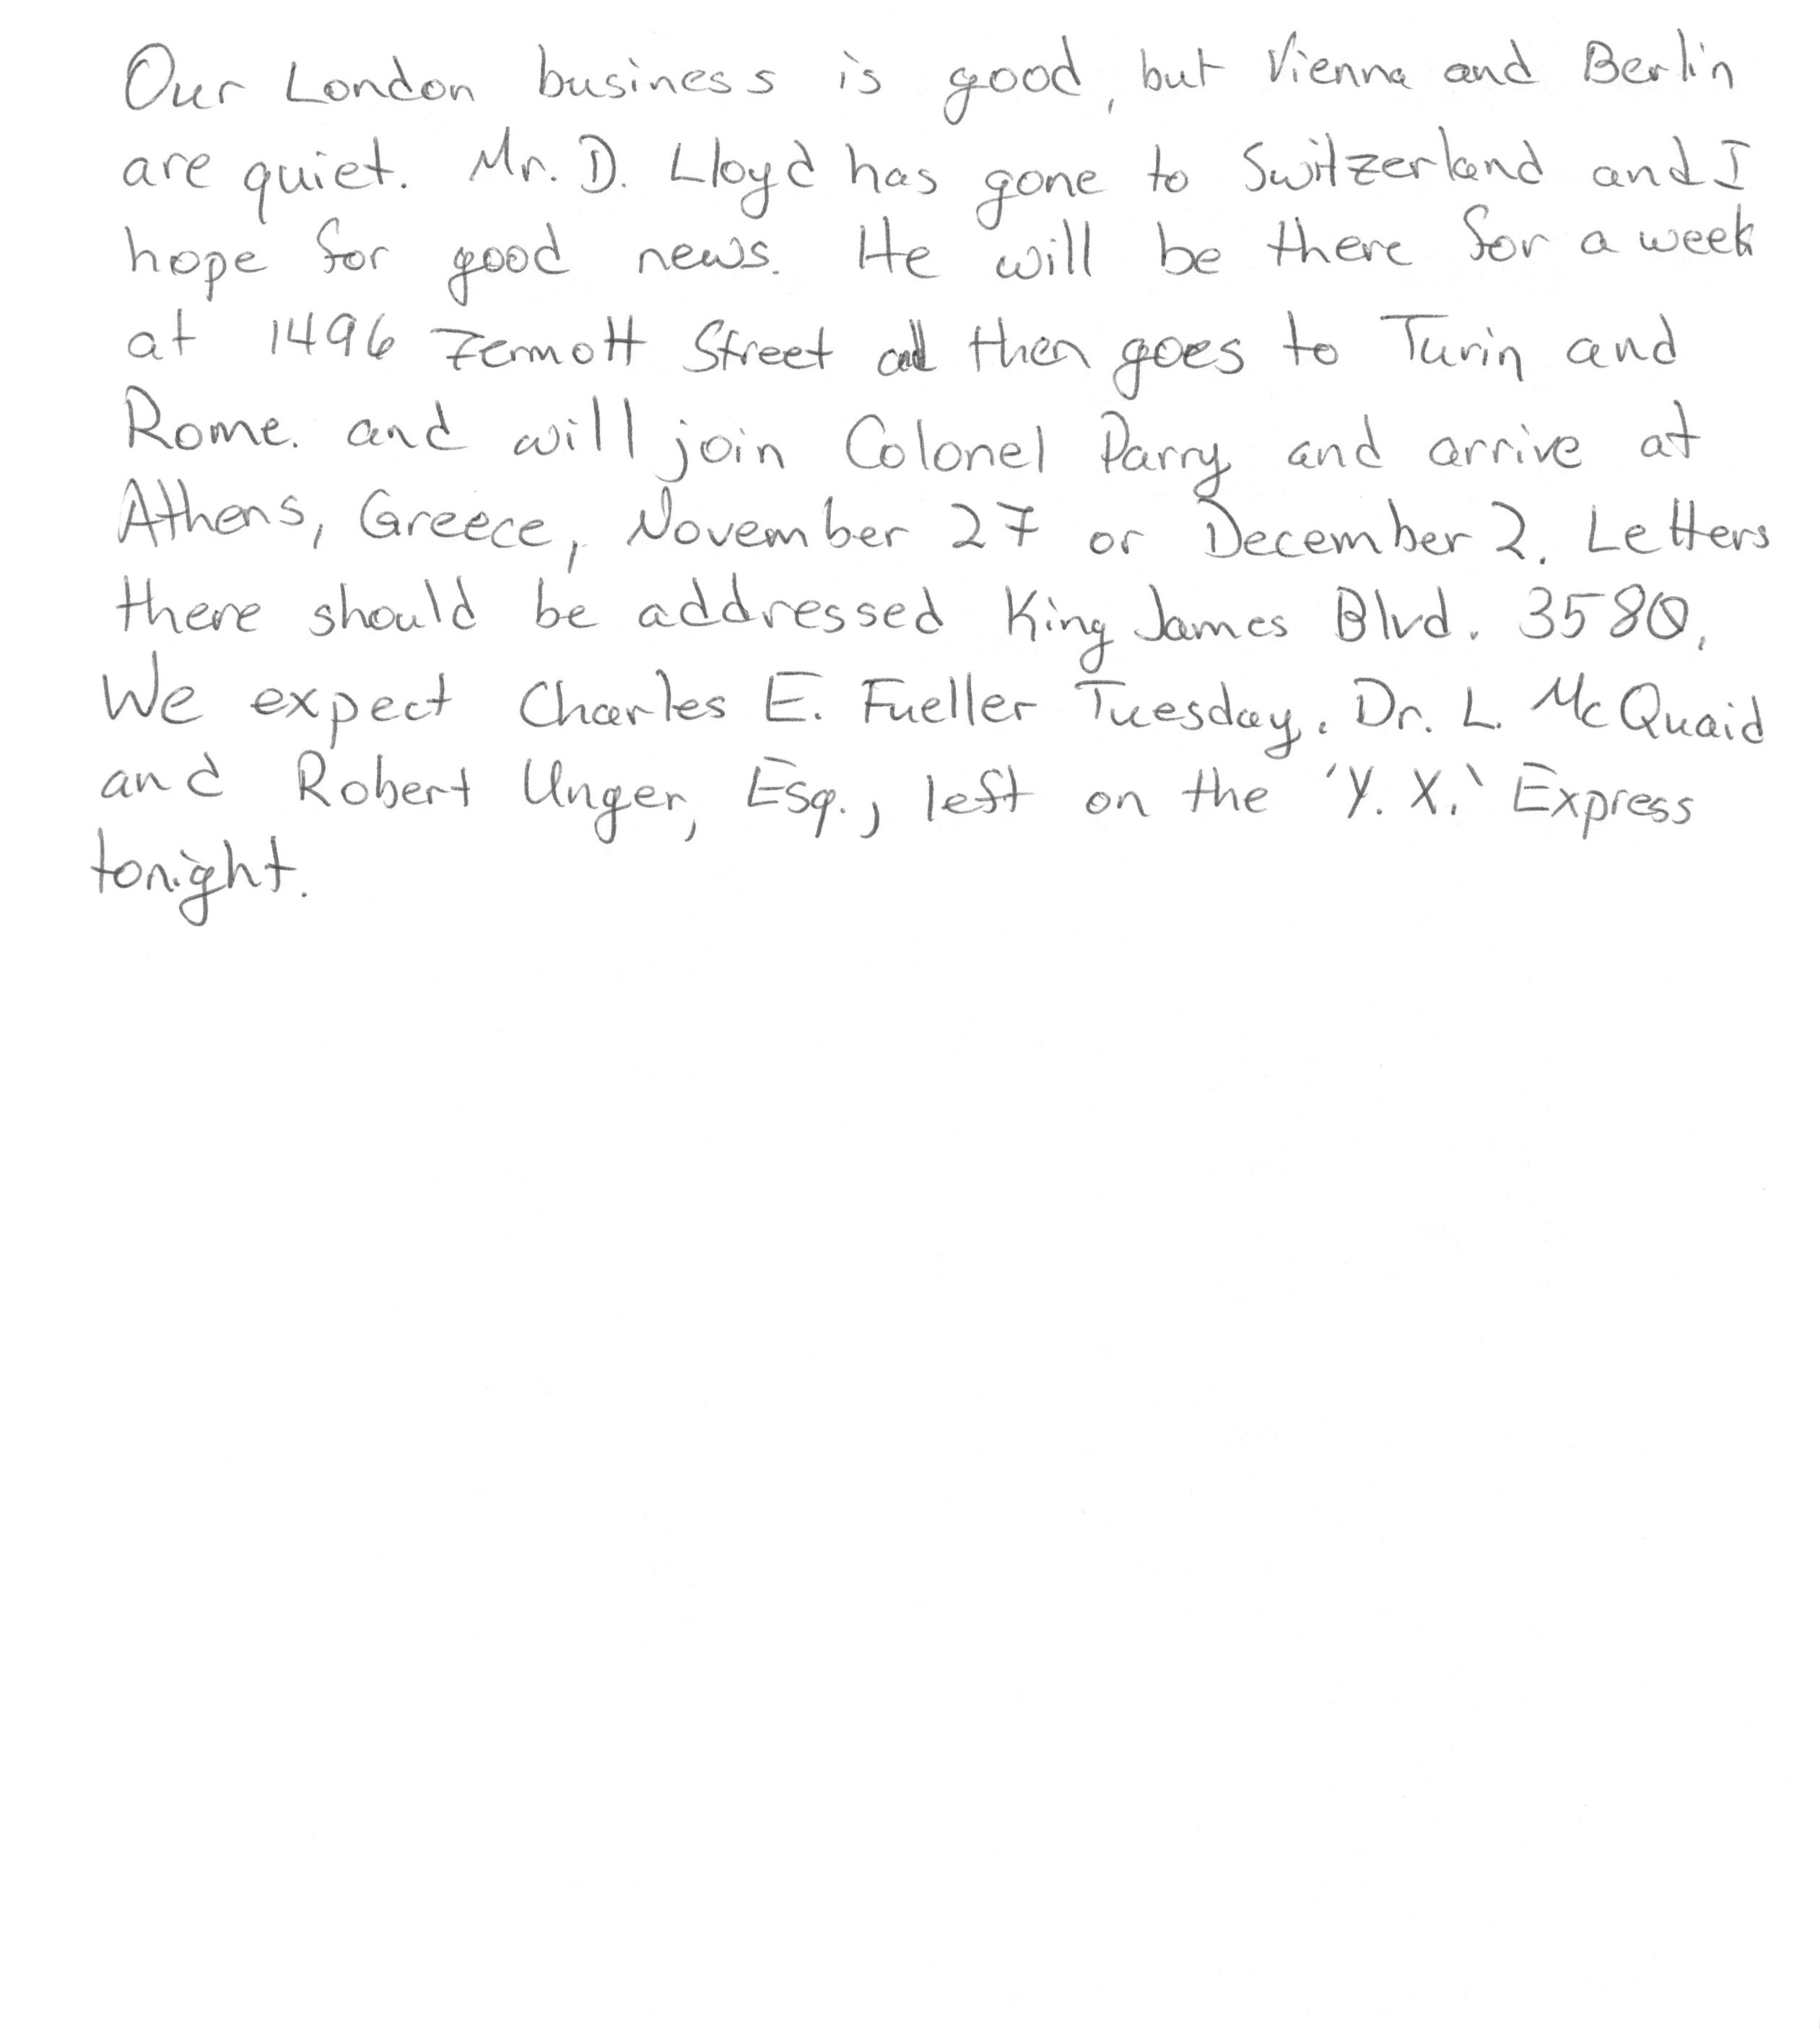 Our London business is good, but Vienna and Berlin
are quiet. Mr. D. Lloyd has gone to Switzerland and I
hope for good news. He will be there for a week
at 1496 Zermott Street and then goes to Turin and
Rome. and will join Colonel Parry and arrive at
Athens, Greece, November 27 or December 2. Letters
there should be addressed King James Blvd. 3580.
We expect Charles E. Fueller Tuesday. Dr. L. McQuaid
and Robert Unger, Esq., left on the 'Y. X.' Express
tonight.